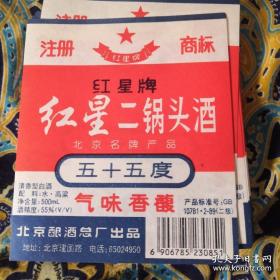 注册 商标
红星牌
红星牌
红星二锅头酒
北京名牌产品
五十五度
清香型白酒
配料:水·高粱
净含量:500mL
酒精度:55%(V/V)
气味香馥
产品标准号:GB
10781·2-89(二级)
北京酿酒总厂出品
地址:北京建国路 电话:65024950
6 906785 230851